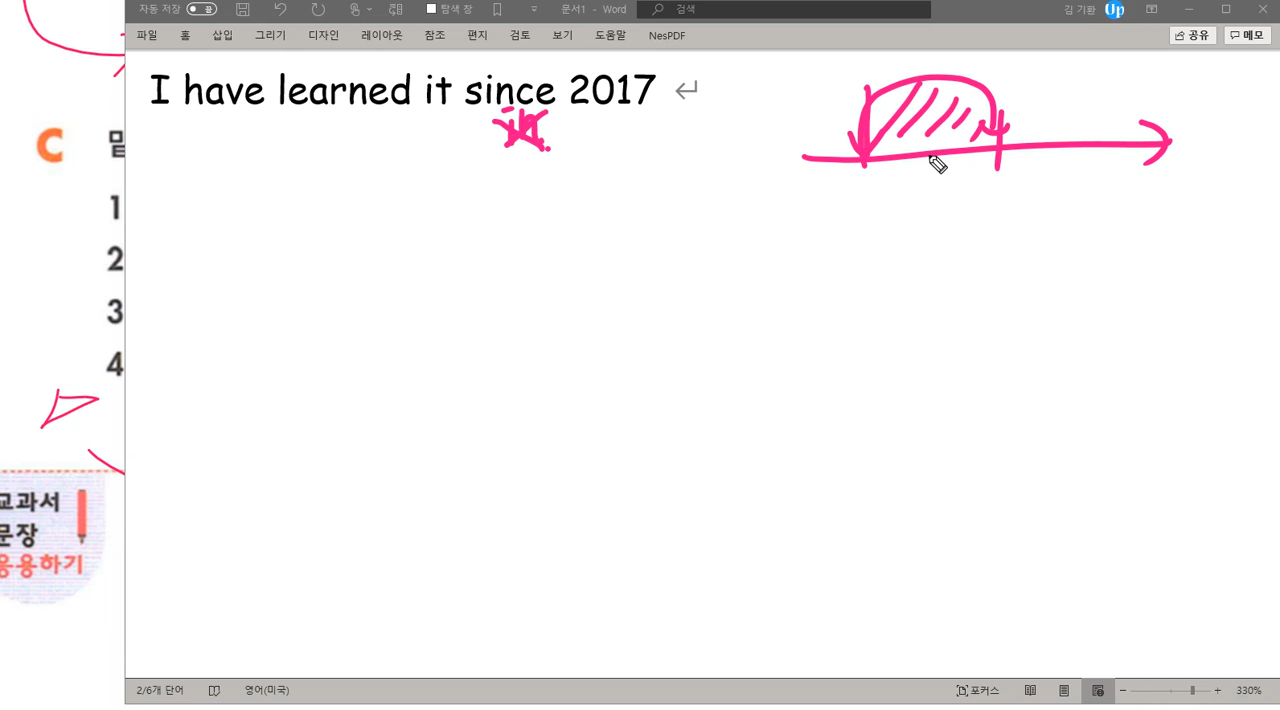 자동 저장 끔 탐색 창 문서1 - Word 검색 김 기환 Up
파일 홈 삽입 그리기 디자인 레이아웃 참조 편지 검토 보기 도움말 NesPDF 공유 메모
I have learned it since 2017
in
C 밑
1
2
3
4
교과서
문장
응용하기
2/6개 단어 영어(미국) 포커스 330%